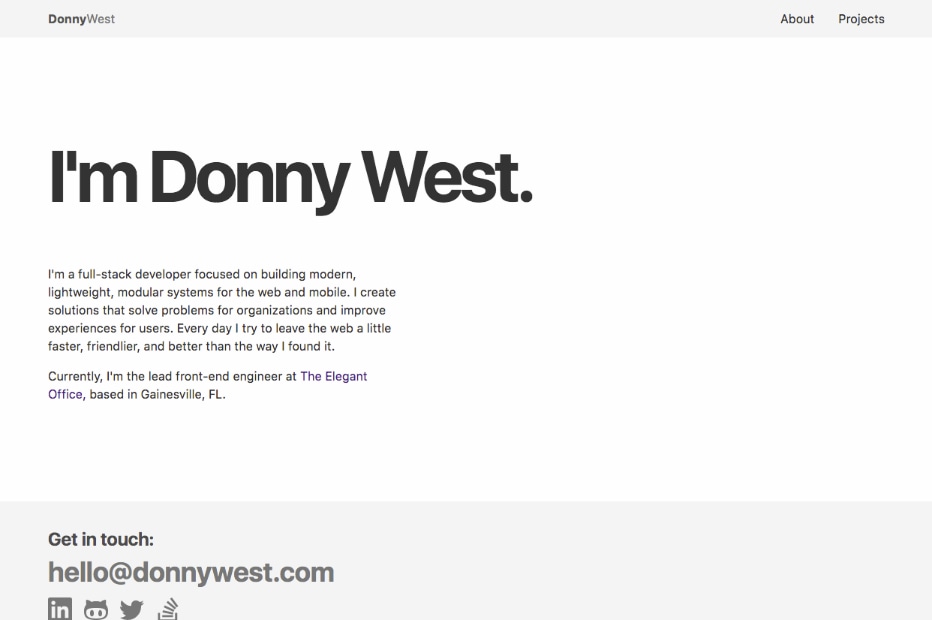 DonnyWest
About Projects
I'm Donny West.
I'm a full-stack developer focused on building modern,
lightweight, modular systems for the web and mobile. I create
solutions that solve problems for organizations and improve
experiences for users. Every day I try to leave the web a little
faster, friendlier, and better than the way I found it.
Currently, I'm the lead front-end engineer at The Elegant
Office, based in Gainesville, FL.
Get in touch:
hello@donnywest.com
in